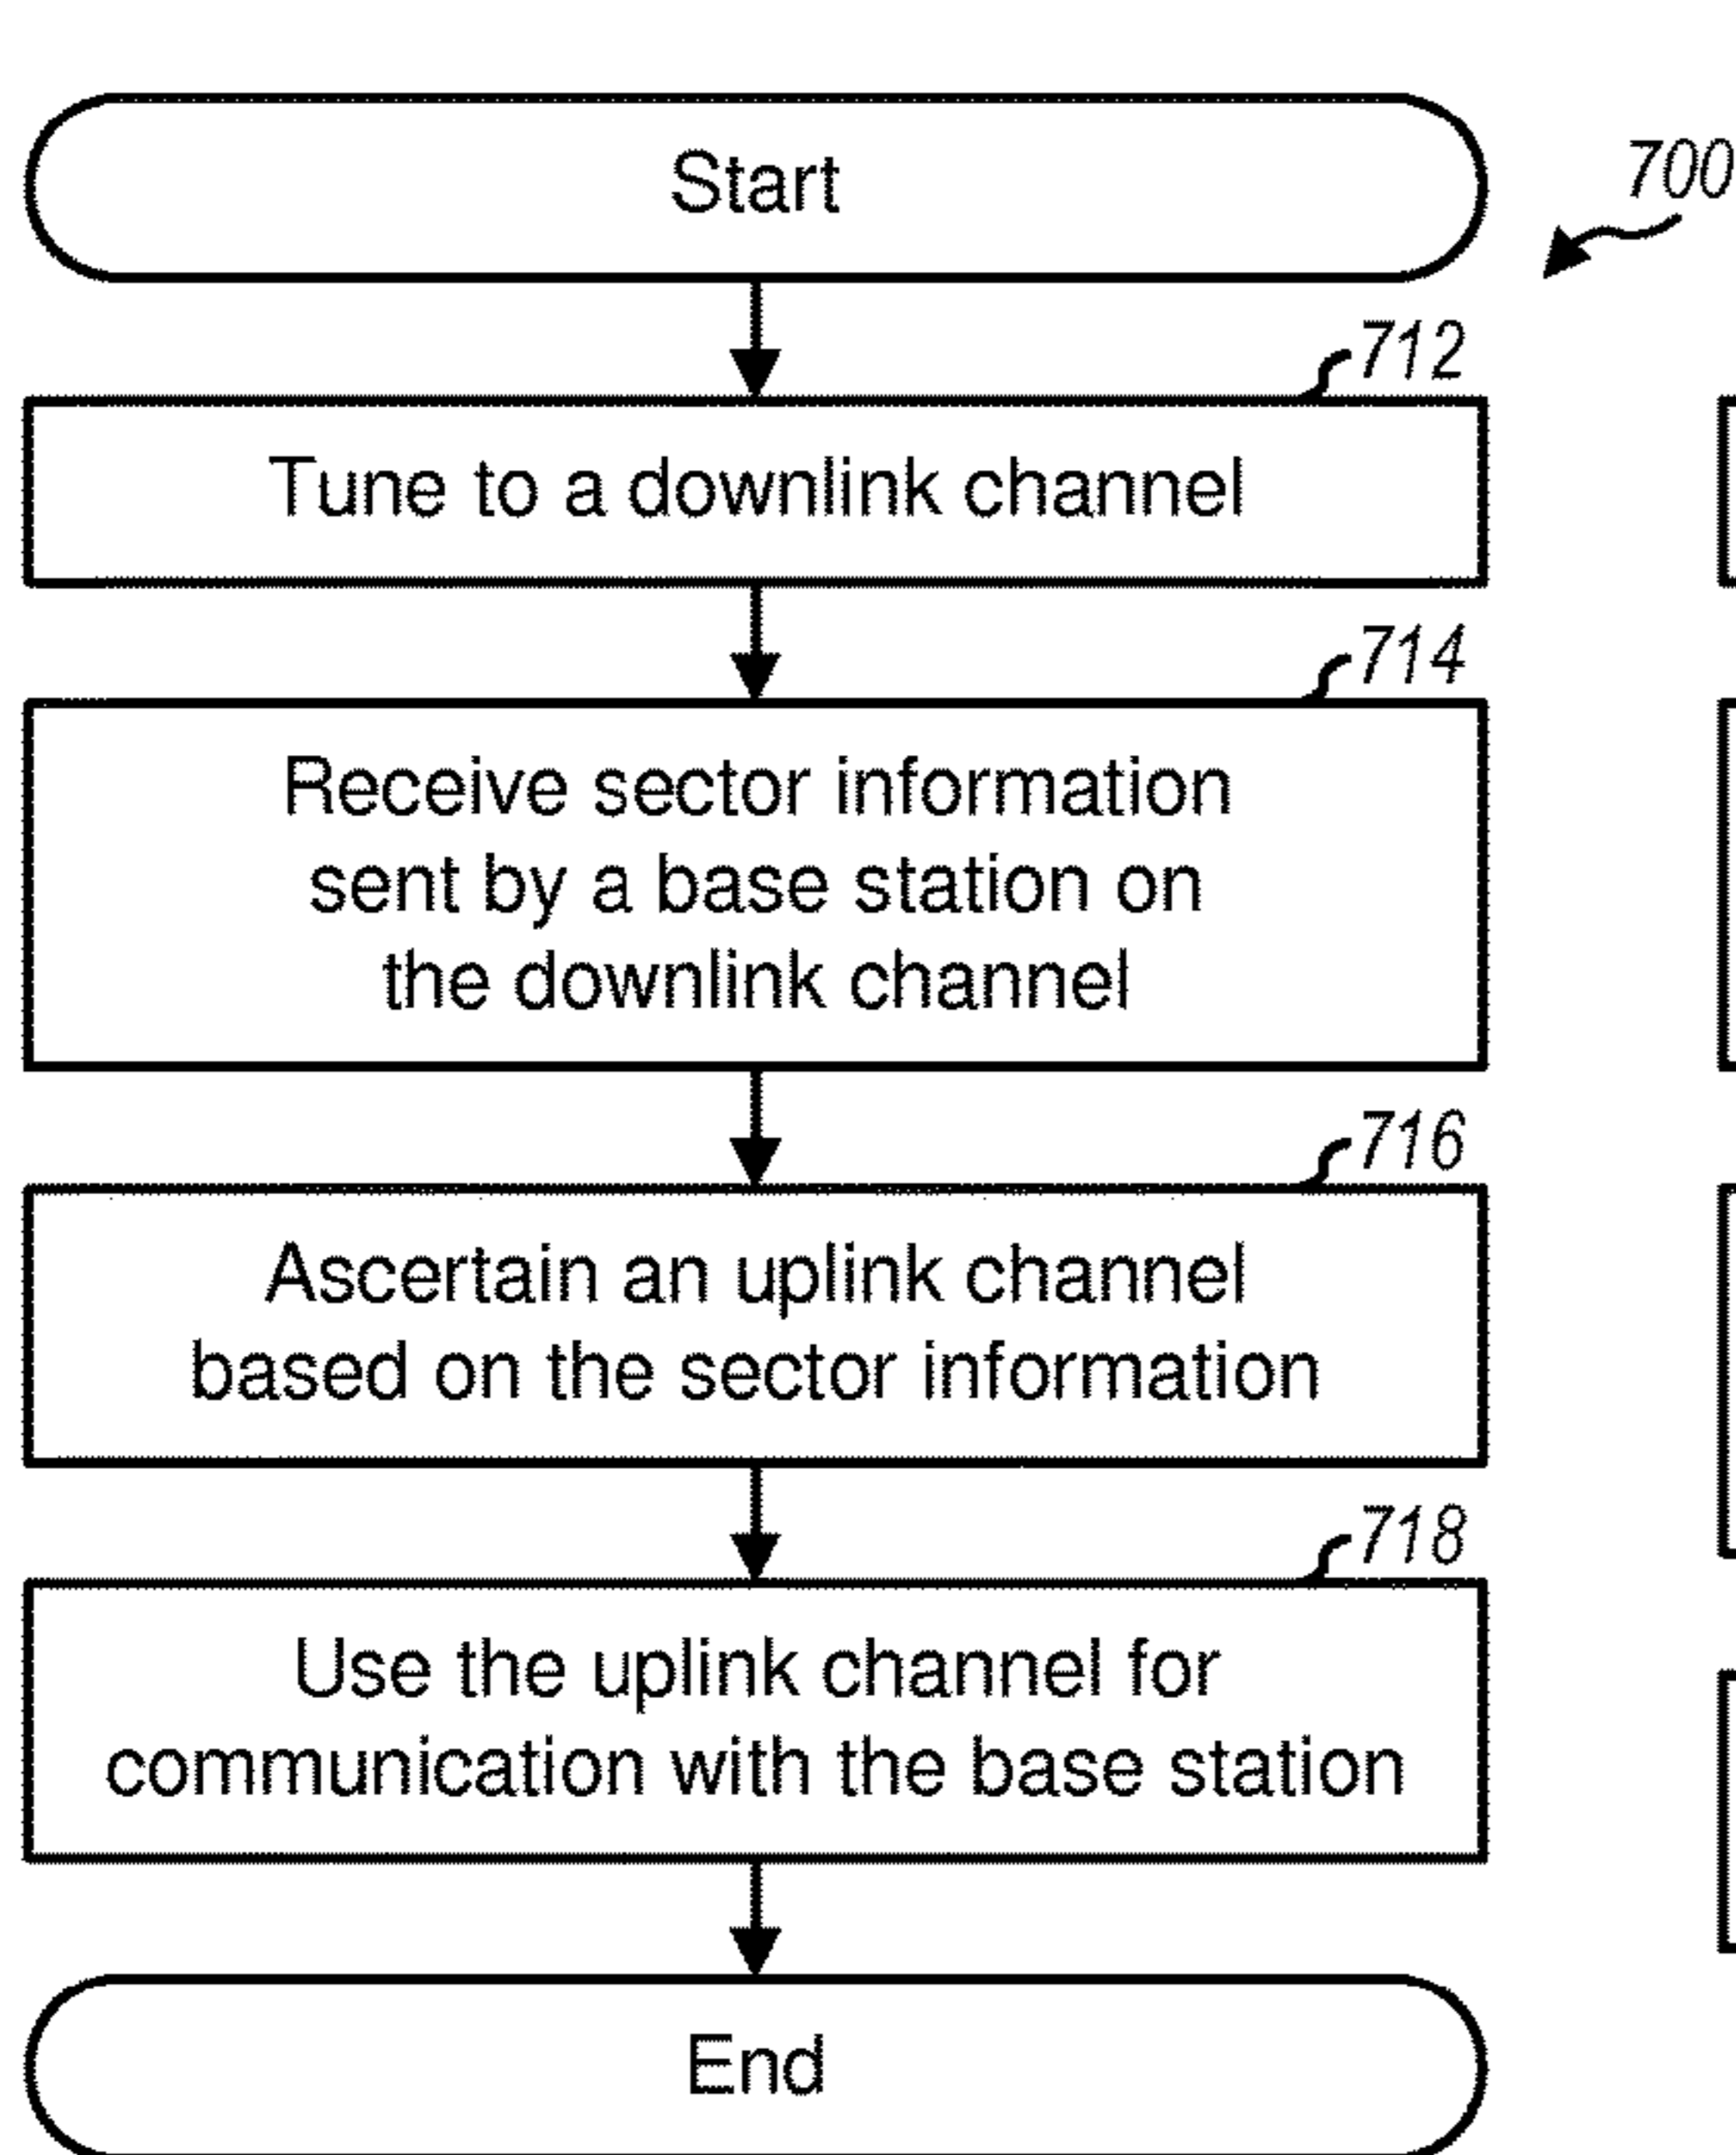 Start
700
712
Tune to a downlink channel
714
Receive sector information
sent by a base station on
the downlink channel
716
Ascertain an uplink channel
based on the sector information
718
Use the uplink channel for
communication with the base station
End